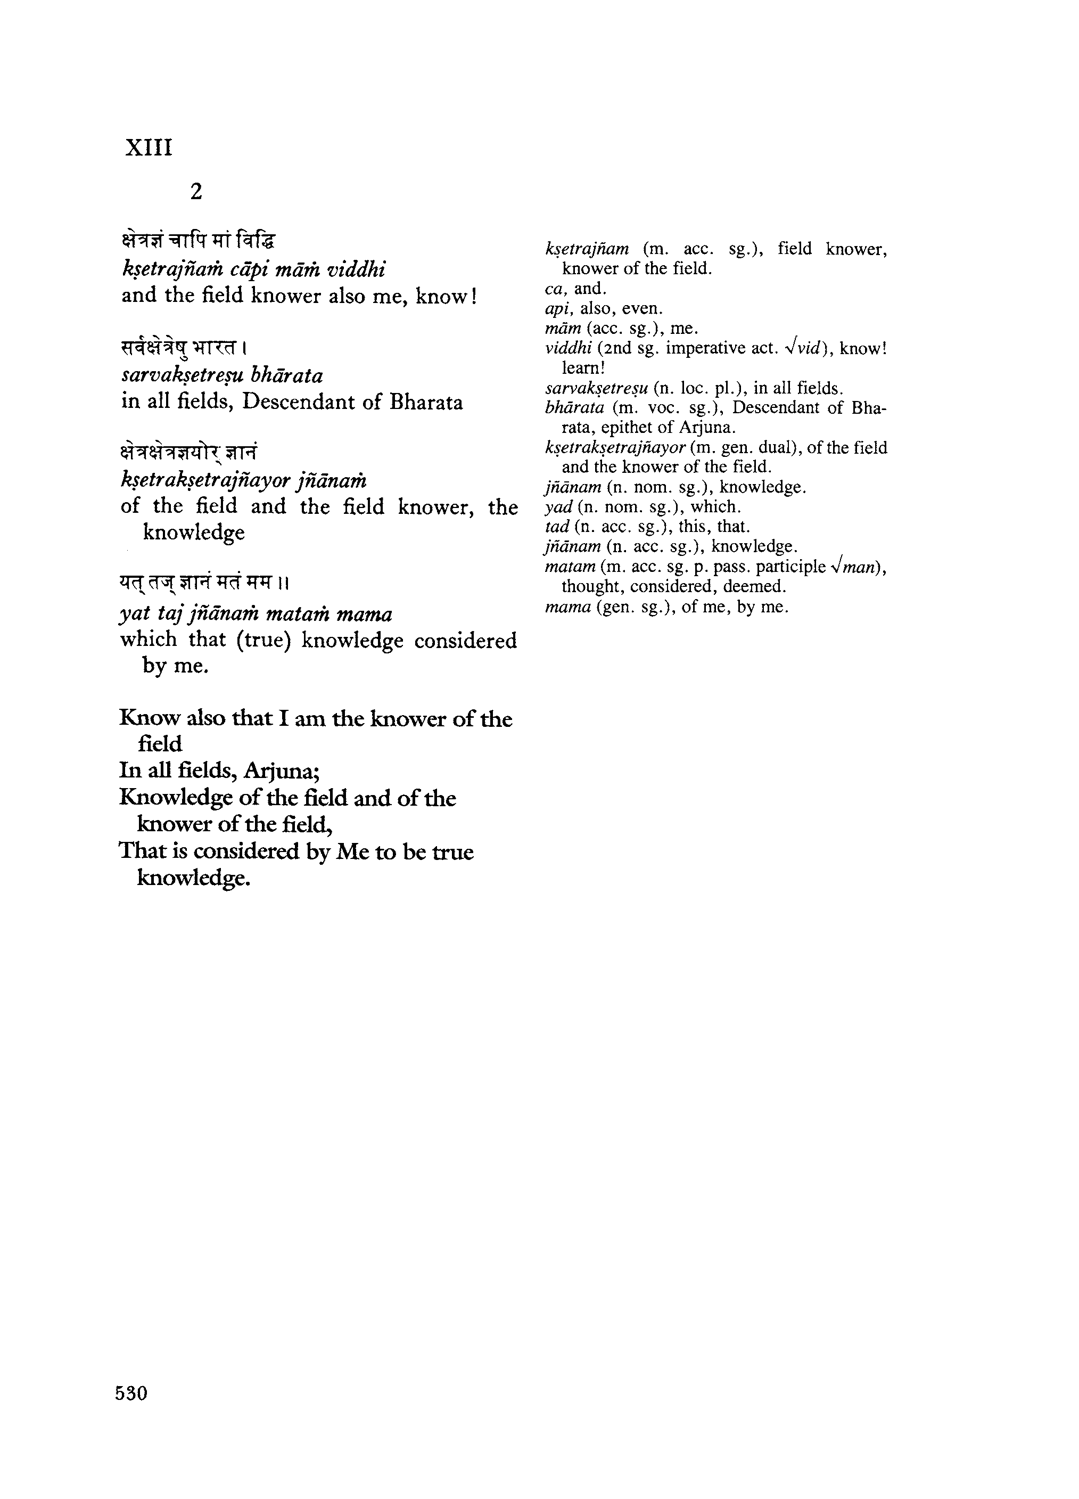 XIII
2
क्षेत्रज्ञं चापि मां विद्धि
kṣetrajñaṁ cāpi māṁ viddhi
and the field knower also me, know!
सर्वक्षेत्रेषु भारत ।
sarvakṣetreṣu bhārata
in all fields, Descendant of Bharata
क्षेत्रक्षेत्रज्ञयोर् ज्ञानं
kṣetrakṣetrajñayor jñānaṁ
of the field and the field knower, the
knowledge
यत् तज् ज्ञानं मतं मम ॥
yat taj jñānaṁ mataṁ mama
which that (true) knowledge considered
by me.
Know also that I am the knower of the
field
In all fields, Arjuna;
Knowledge of the field and of the
knower of the field,
That is considered by Me to be true
knowledge.
kṣetrajñam (m. acc. sg.), field knower,
knower of the field.
ca, and.
api, also, even.
mām (acc. sg.), me.
viddhi (2nd sg. imperative act. √vid), know!
learn!
sarvakṣetreṣu (n. loc. pl.), in all fields.
bhārata (m. voc. sg.), Descendant of Bha-
rata, epithet of Arjuna.
kṣetrakṣetrajñayor (m. gen. dual), of the field
and the knower of the field.
jñānam (n. nom. sg.), knowledge.
yad (n. nom. sg.), which.
tad (n. acc. sg.), this, that.
jñānam (n. acc. sg.), knowledge.
matam (m. acc. sg. p. pass. participle √man),
thought, considered, deemed.
mama (gen. sg.), of me, by me.
530